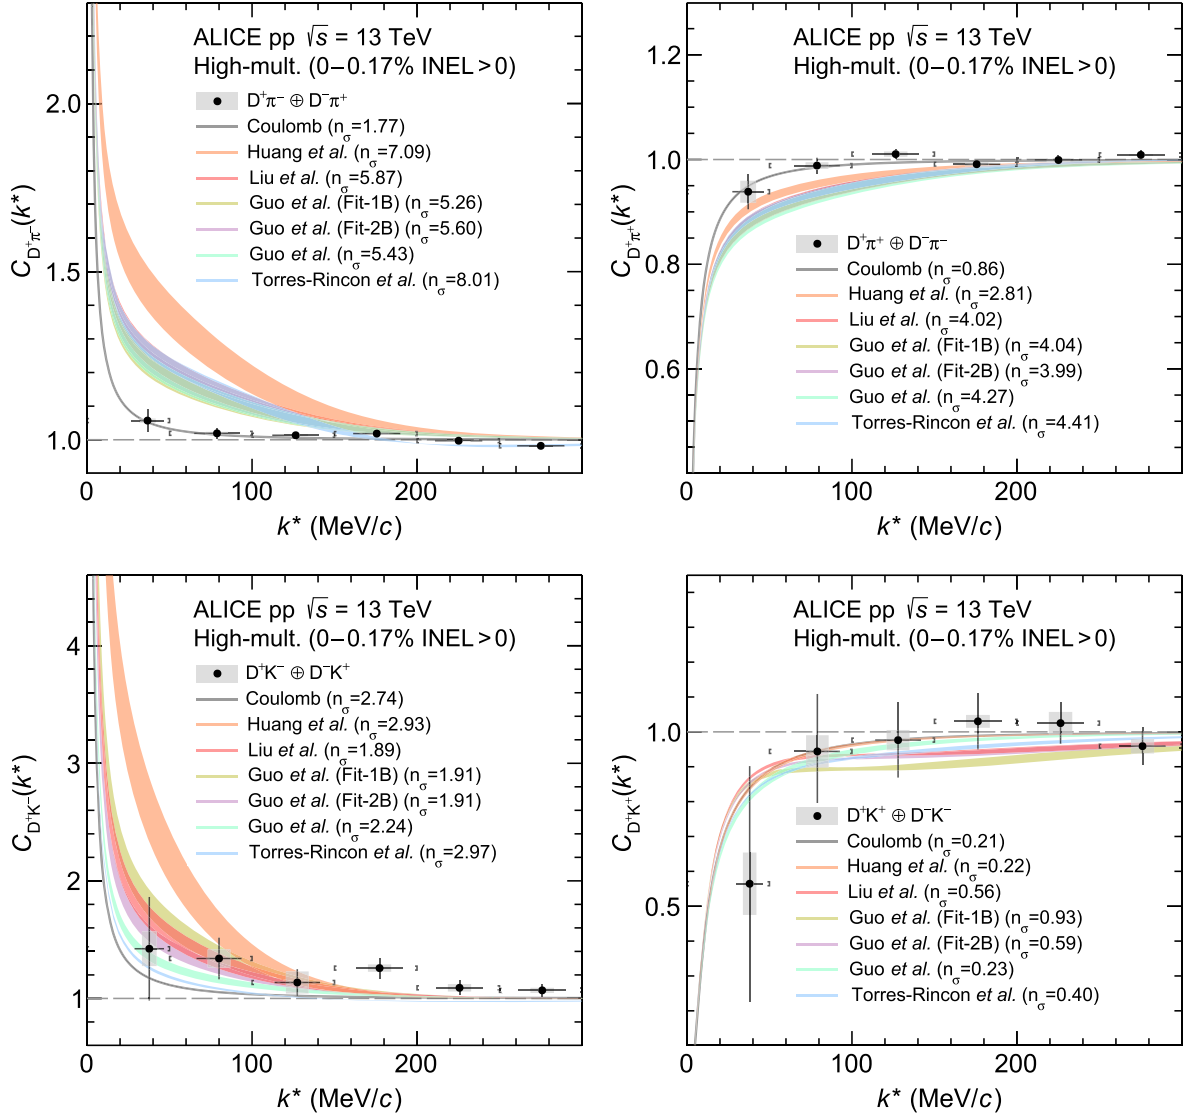 ALICE pp √s = 13 TeV
High-mult. (0−0.17% INEL>0)
D⁺π⁻ ⊕ D⁻π⁺
Coulomb (nσ=1.77)
Huang et al. (nσ=7.09)
Liu et al. (nσ=5.87)
Guo et al. (Fit-1B) (nσ=5.26)
Guo et al. (Fit-2B) (nσ=5.60)
Guo et al. (nσ=5.43)
Torres-Rincon et al. (nσ=8.01)
2.0
1.5
1.0
C_D⁺π⁻(k*)
0 100 200
k* (MeV/c)
ALICE pp √s = 13 TeV
High-mult. (0−0.17% INEL>0)
D⁺π⁺ ⊕ D⁻π⁻
Coulomb (nσ=0.86)
Huang et al. (nσ=2.81)
Liu et al. (nσ=4.02)
Guo et al. (Fit-1B) (nσ=4.04)
Guo et al. (Fit-2B) (nσ=3.99)
Guo et al. (nσ=4.27)
Torres-Rincon et al. (nσ=4.41)
1.2
1.0
0.8
0.6
C_D⁺π⁺(k*)
0 100 200
k* (MeV/c)
ALICE pp √s = 13 TeV
High-mult. (0−0.17% INEL>0)
D⁺K⁻ ⊕ D⁻K⁺
Coulomb (nσ=2.74)
Huang et al. (nσ=2.93)
Liu et al. (nσ=1.89)
Guo et al. (Fit-1B) (nσ=1.91)
Guo et al. (Fit-2B) (nσ=1.91)
Guo et al. (nσ=2.24)
Torres-Rincon et al. (nσ=2.97)
4
3
2
1
C_D⁺K⁻(k*)
0 100 200
k* (MeV/c)
ALICE pp √s = 13 TeV
High-mult. (0−0.17% INEL>0)
D⁺K⁺ ⊕ D⁻K⁻
Coulomb (nσ=0.21)
Huang et al. (nσ=0.22)
Liu et al. (nσ=0.56)
Guo et al. (Fit-1B) (nσ=0.93)
Guo et al. (Fit-2B) (nσ=0.59)
Guo et al. (nσ=0.23)
Torres-Rincon et al. (nσ=0.40)
1.0
0.5
C_D⁺K⁺(k*)
0 100 200
k* (MeV/c)